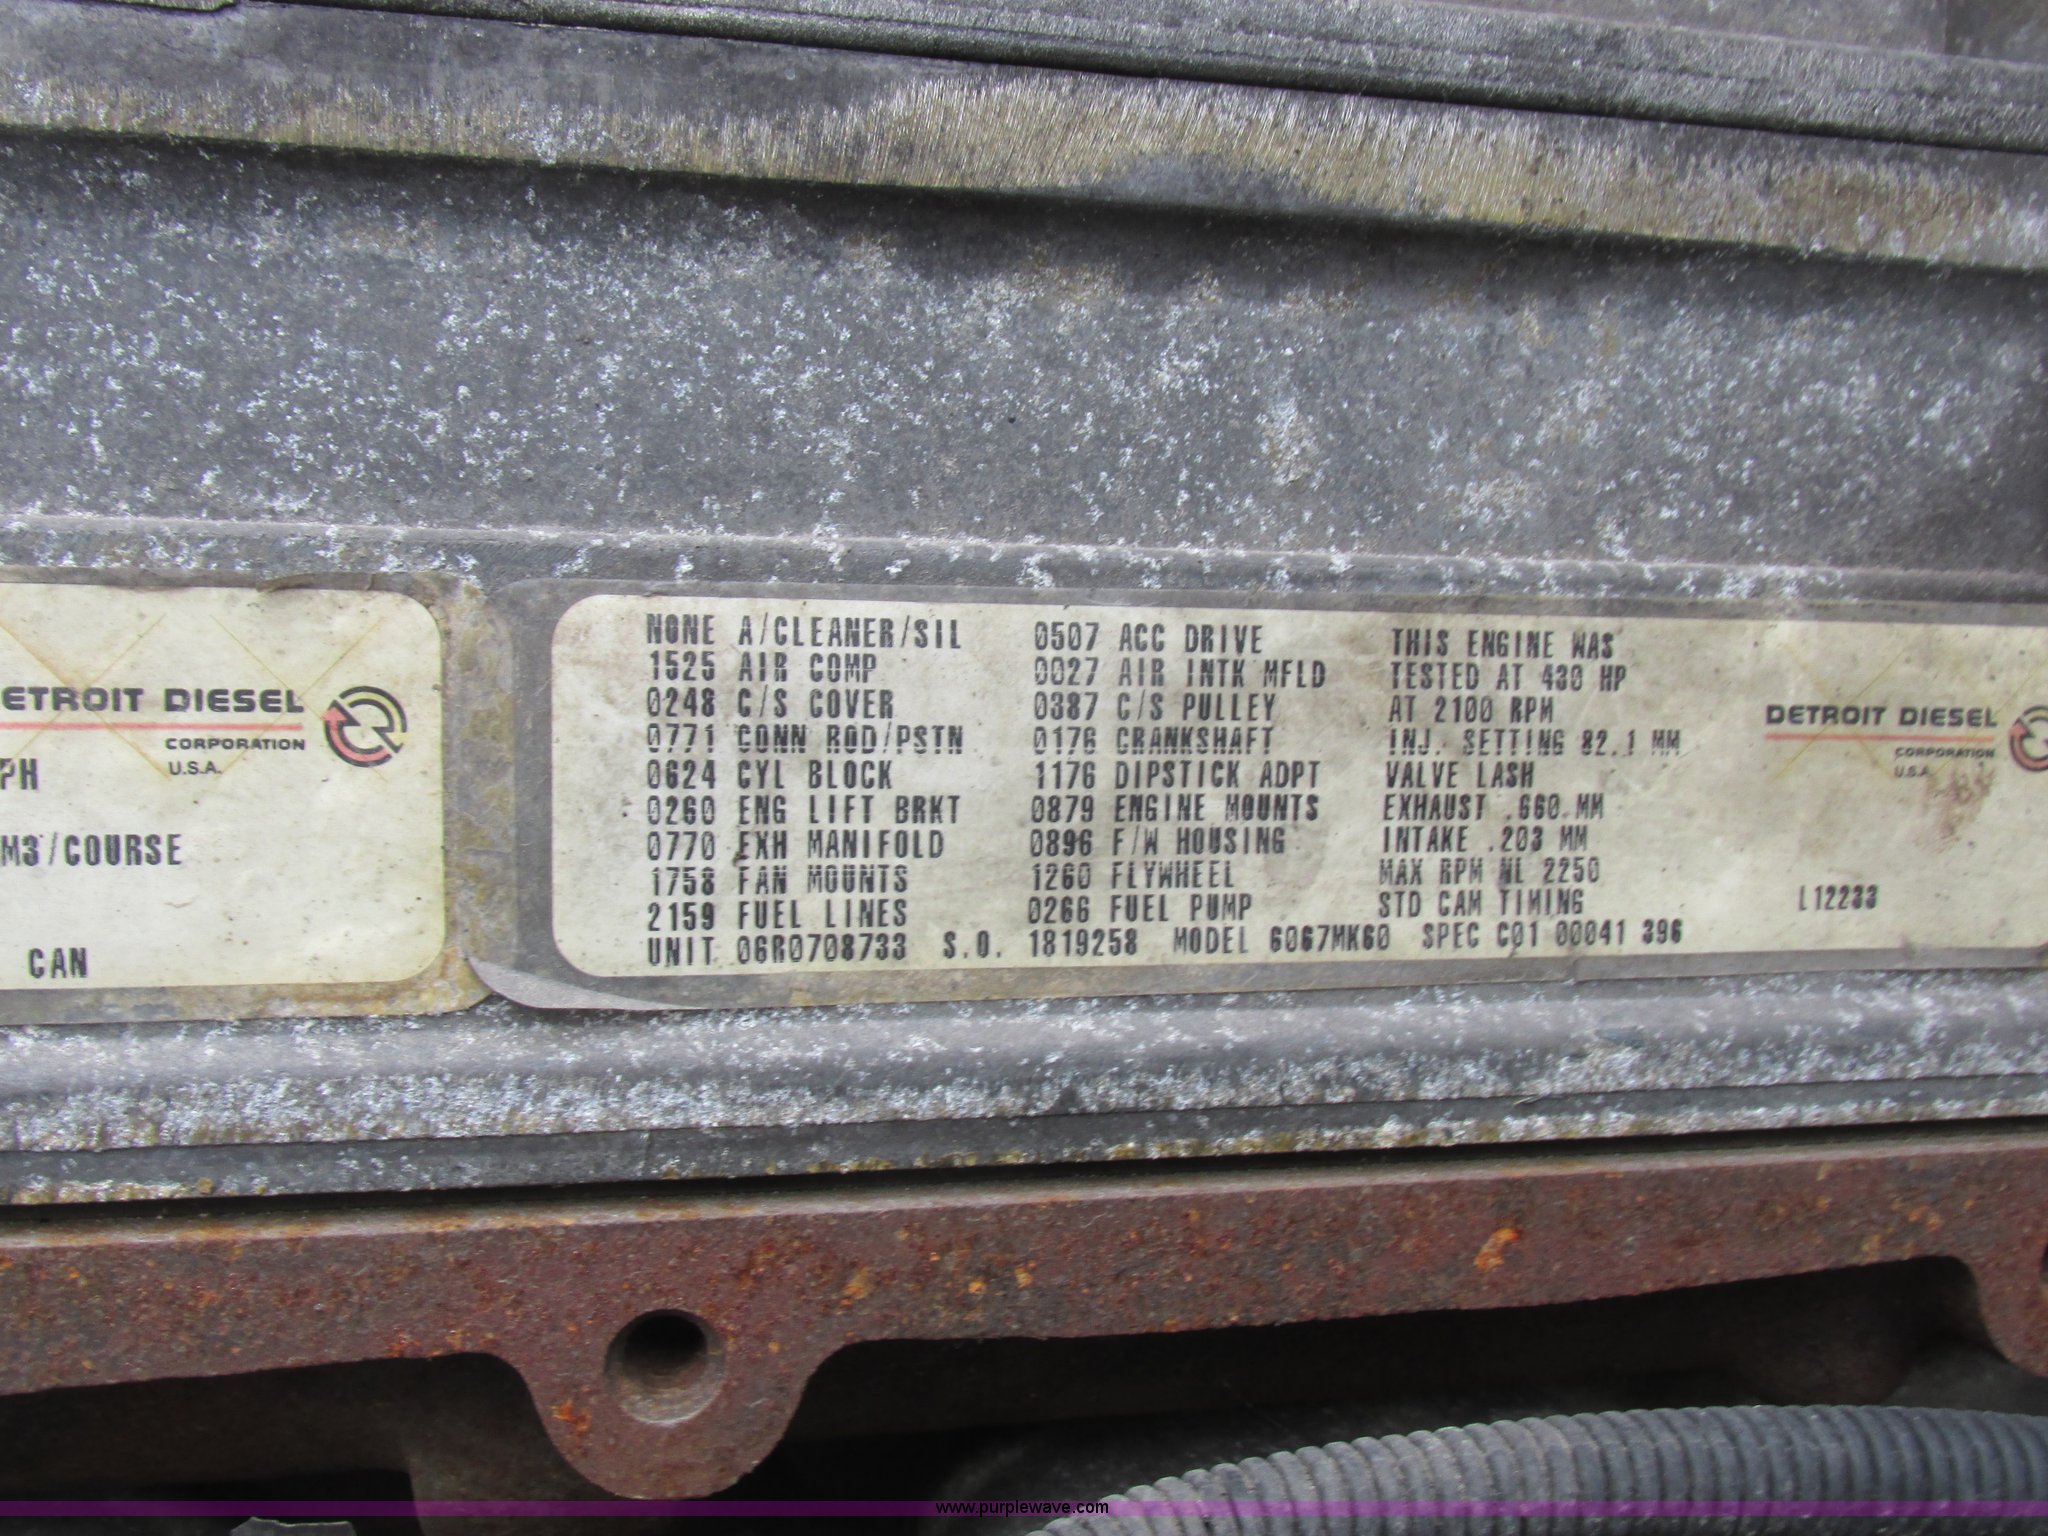 ETROIT DIESEL
CORPORATION
U.S.A.
PH
M3/COURSE
CAN
NONE A/CLEANER/SIL 0507 ACC DRIVE THIS ENGINE WAS
1525 AIR COMP 0027 AIR INTK MFLD TESTED AT 430 HP
0248 C/S COVER 0387 C/S PULLEY AT 2100 RPM
0771 CONN ROD/PSTN 0176 CRANKSHAFT INJ. SETTING 82.1 MM
0624 CYL BLOCK 1176 DIPSTICK ADPT VALVE LASH
0260 ENG LIFT BRKT 0879 ENGINE MOUNTS EXHAUST .660 MM
0770 EXH MANIFOLD 0896 F/W HOUSING INTAKE .203 MM
1758 FAN MOUNTS 1260 FLYWHEEL MAX RPM NL 2250
2159 FUEL LINES 0266 FUEL PUMP STD CAM TIMING
UNIT 06R0708733 S.O. 1819258 MODEL 6067MK60 SPEC C01 00041 396
DETROIT DIESEL
CORPORATION
U.S.A.
L12233
www.purplewave.com